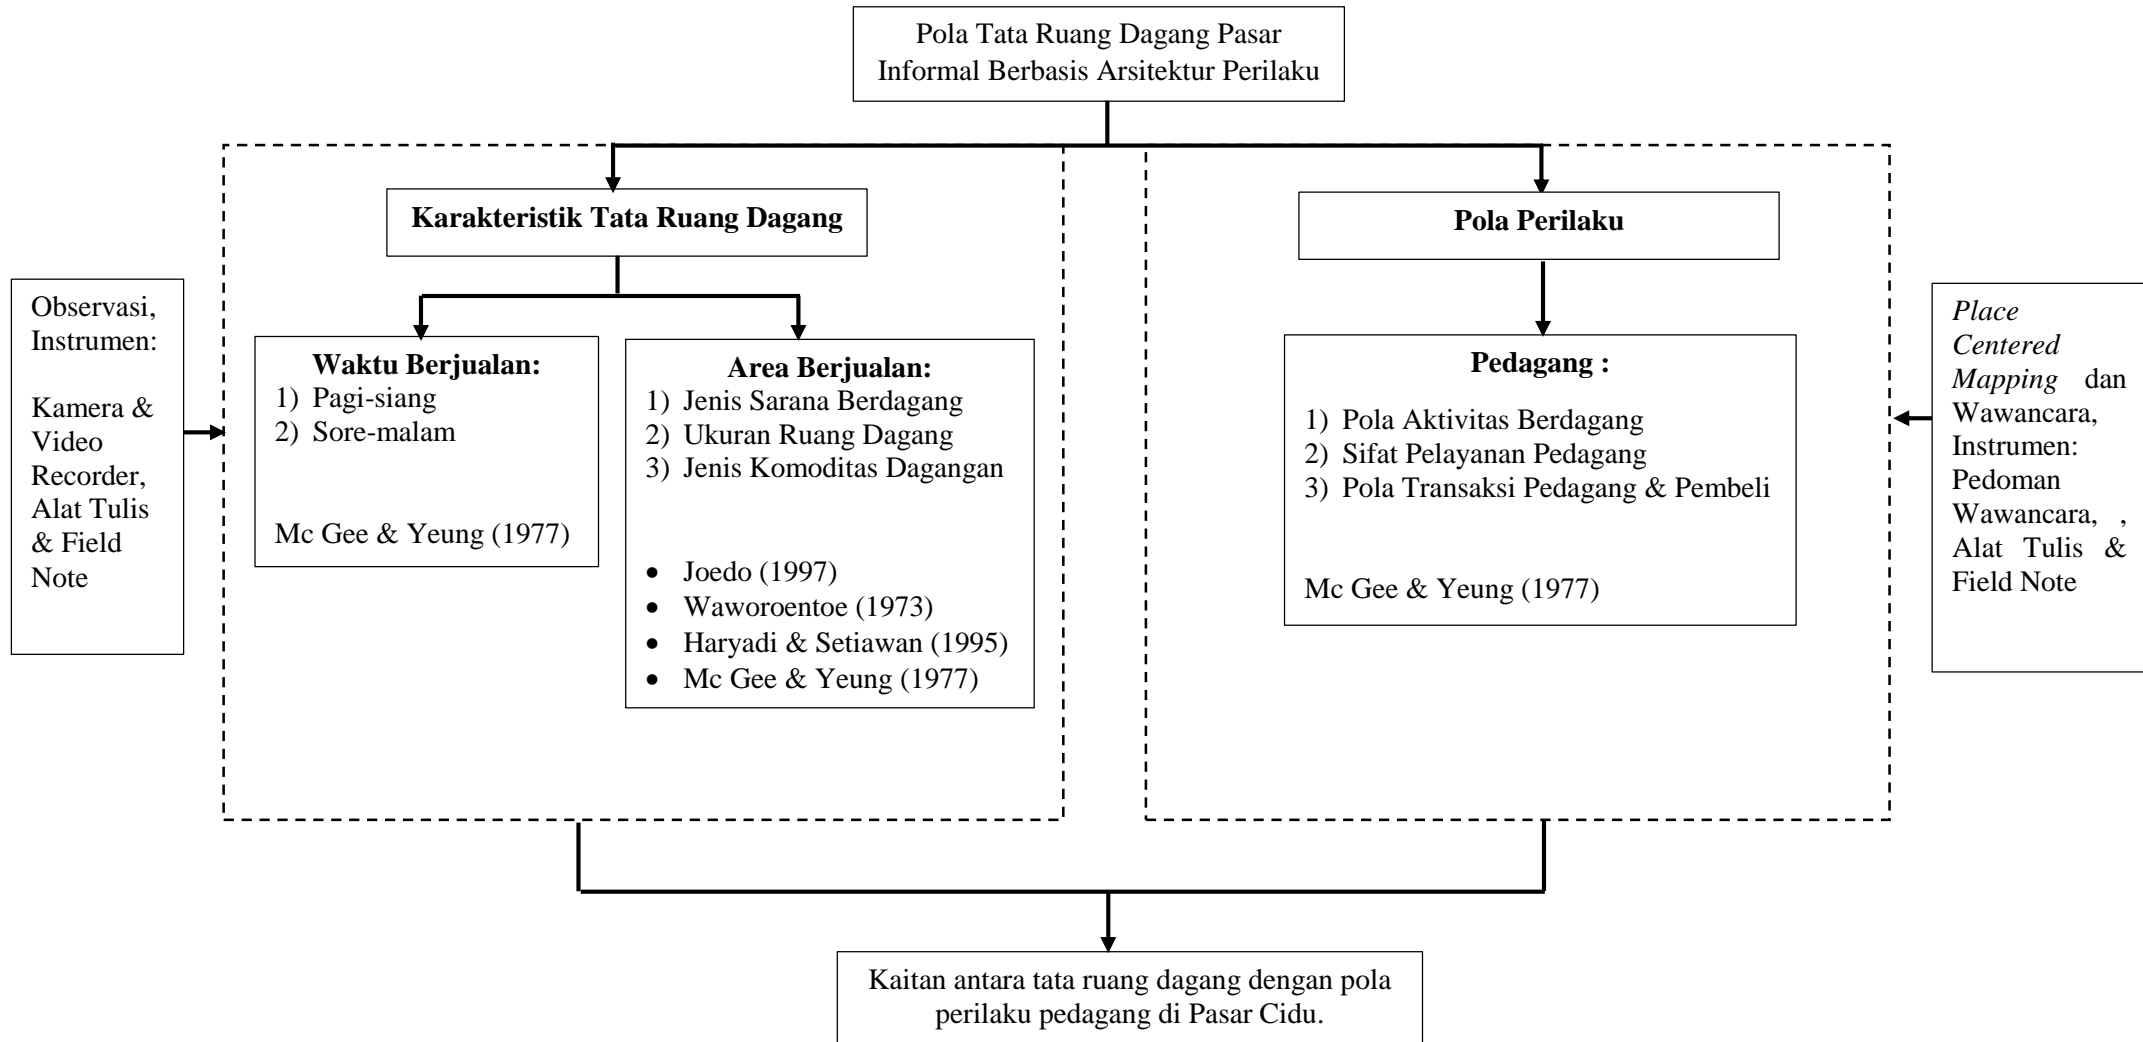 Pola Tata Ruang Dagang Pasar
Informal Berbasis Arsitektur Perilaku
Karakteristik Tata Ruang Dagang
Pola Perilaku
Observasi,
Instrumen:
Kamera &
Video
Recorder,
Alat Tulis
& Field
Note
Waktu Berjualan:
1) Pagi-siang
2) Sore-malam
Mc Gee & Yeung (1977)
Area Berjualan:
1) Jenis Sarana Berdagang
2) Ukuran Ruang Dagang
3) Jenis Komoditas Dagangan
• Joedo (1997)
• Waworoentoe (1973)
• Haryadi & Setiawan (1995)
• Mc Gee & Yeung (1977)
Pedagang :
1) Pola Aktivitas Berdagang
2) Sifat Pelayanan Pedagang
3) Pola Transaksi Pedagang & Pembeli
Mc Gee & Yeung (1977)
Place
Centered
Mapping dan
Wawancara,
Instrumen:
Pedoman
Wawancara, ,
Alat Tulis &
Field Note
Kaitan antara tata ruang dagang dengan pola
perilaku pedagang di Pasar Cidu.